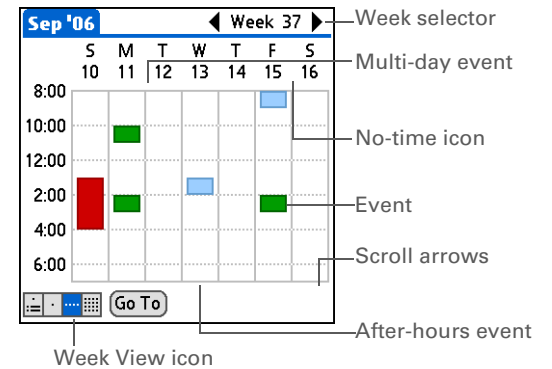 Sep '06
Week 37
Week selector
S M T W T F S
10 11 12 13 14 15 16
Multi-day event
8:00
10:00
No-time icon
12:00
2:00
Event
4:00
Scroll arrows
6:00
Go To
After-hours event
Week View icon